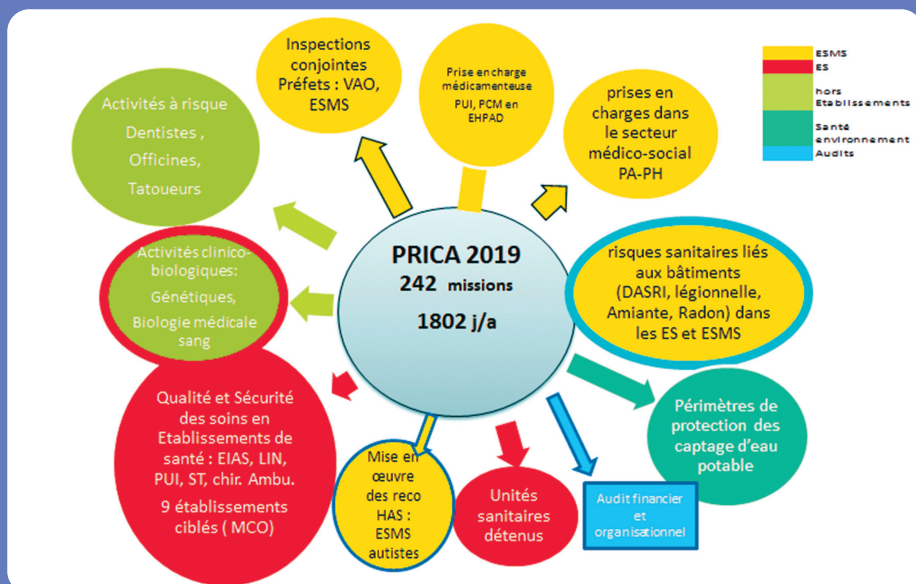 Inspections
conjointes
Préfets : VAO,
ESMS
Prise en charge
médicamenteuse
PUI, PCM en
EHPAD
prises en
charges dans
le secteur
médico-social
PA-PH
ESMS
ES
hors
Etablissements
Santé
environnement
Audits
Activités à risque
Dentistes ,
Officines,
Tatoueurs
PRICA 2019
242 missions
1802 j/a
Activités clinico-
biologiques:
Génétiques,
Biologie médicale
sang
risques sanitaires liés
aux bâtiments
(DASRI, légionnelle,
Amiante, Radon) dans
les ES et ESMS
Qualité et Sécurité
des soins en
Etablissements de
santé : EIAS, LIN,
PUI, ST, chir. Ambu.
9 établissements
ciblés ( MCO)
Mise en
œuvre
des reco
HAS :
ESMS
autistes
Unités
sanitaires
détenus
Audit financier
et
organisationnel
Périmètres de
protection des
captage d'eau
potable